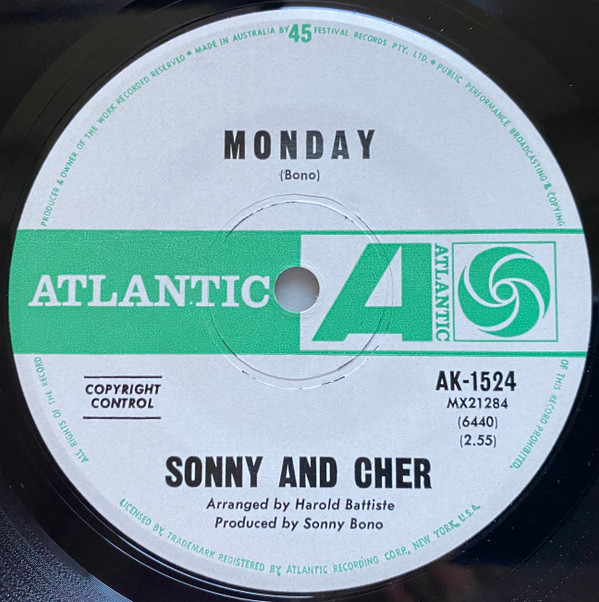 PRODUCER & OWNER OF THE WORK RECORDED RESERVED ● MADE IN AUSTRALIA BY 45 FESTIVAL RECORDS PTY. LTD. ● PUBLIC PERFORMANCE BROADCASTING & COPYING
MONDAY
(Bono)
ATLANTIC
A
ATLANTIC
COPYRIGHT
CONTROL
AK-1524
MX21284
(6440)
(2.55)
SONNY AND CHER
Arranged by Harold Battiste
Produced by Sonny Bono
ALL RIGHTS OF THE RECORD
LICENSED BY, TRADEMARK REGISTERED BY ATLANTIC RECORDING CORP., NEW YORK, U.S.A.
OF THIS RECORD PROHIBITED.